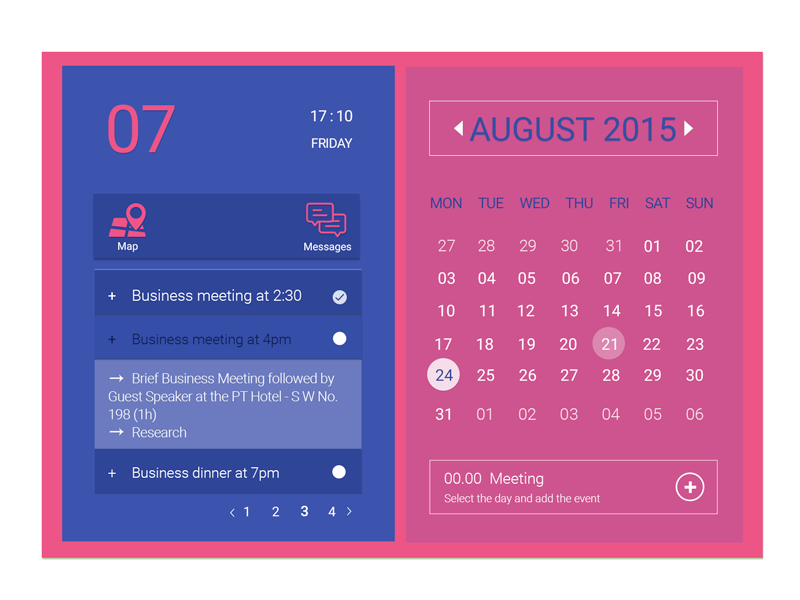 07
17:10
FRIDAY
Map
Messages
+ Business meeting at 2:30
+ Business meeting at 4pm
→ Brief Business Meeting followed by
Guest Speaker at the PT Hotel - S W No.
198 (1h)
→ Research
+ Business dinner at 7pm
< 1 2 3 4 >
AUGUST 2015
MON TUE WED THU FRI SAT SUN
27 28 29 30 31 01 02
03 04 05 06 07 08 09
10 11 12 13 14 15 16
17 18 19 20 21 22 23
24 25 26 27 28 29 30
31 01 02 03 04 05 06
00.00 Meeting
Select the day and add the event